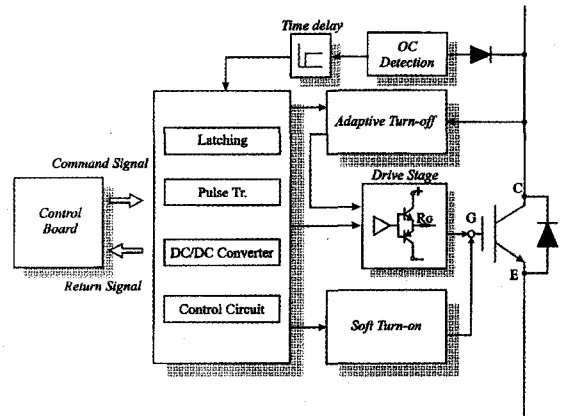 Time delay
OC
Detection
Adaptive Turn-off
Latching
Command Signal
Drive Stage
C
Pulse Tr.
Control
Board
RG
G
DC/DC Converter
E
Return Signal
Control Circuit
Soft Turn-on